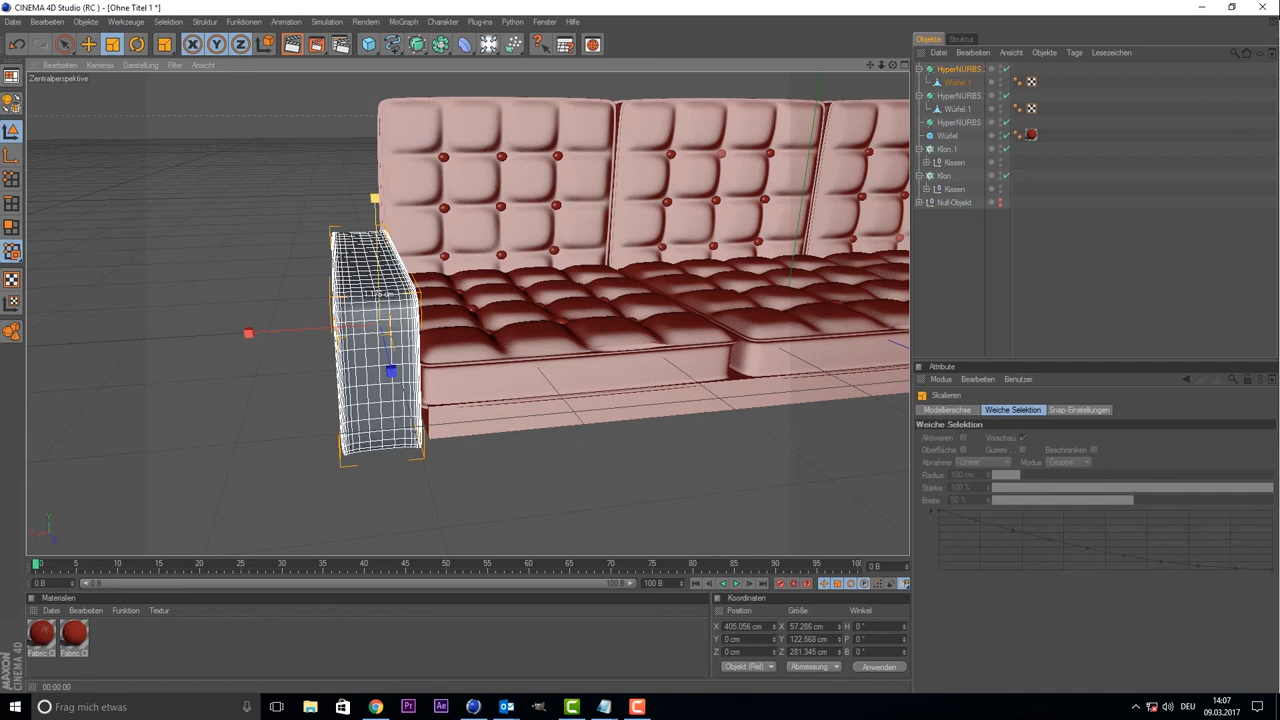 CINEMA 4D Studio (RC ) - [Ohne Titel 1 *]
Datei Bearbeiten Objekte Werkzeuge Selektion Struktur Funktionen Animation Simulation Rendern MoGraph Charakter Plug-ins Python Fenster Hilfe
X Y Z
Bearbeiten Kameras Darstellung Filter Ansicht
Zentralperspektive
Objekte Struktur
Datei Bearbeiten Ansicht Objekte Tags Lesezeichen
Würfel.1
HyperNURBS
Würfel.1
HyperNURBS
Würfel
Klon.1
Kissen
Klon
Kissen
Null-Objekt
Attribute
Modus Bearbeiten Benutzer
Skalieren
Modellierachse Weiche Selektion Snap-Einstellungen
Weiche Selektion
Aktivieren Vorschau
Oberfläche Gummi ... Beschränken
Abnahme Linear Modus Gruppe
Radius 100 cm
Stärke 100 %
Breite 50 %
Y
0 5 10 15 20 25 30 35 40 45 50 55 60 65 70 75 80 85 90 95 100 0 B
0 B 0 B 100 B 100 B
Materialien
Datei Bearbeiten Funktion Textur
Fabric Cl Fabric Cl
Koordinaten
Position Größe Winkel
X 405.056 cm X 57.286 cm H 0 °
Y 0 cm Y 122.568 cm P 0 °
Z 0 cm Z 281.345 cm B 0 °
Objekt (Rel) Abmessung Anwenden
MAXON CINEMA 4D
00:00:00
Frag mich etwas
Pr Ae
DEU
14:07
09.03.2017